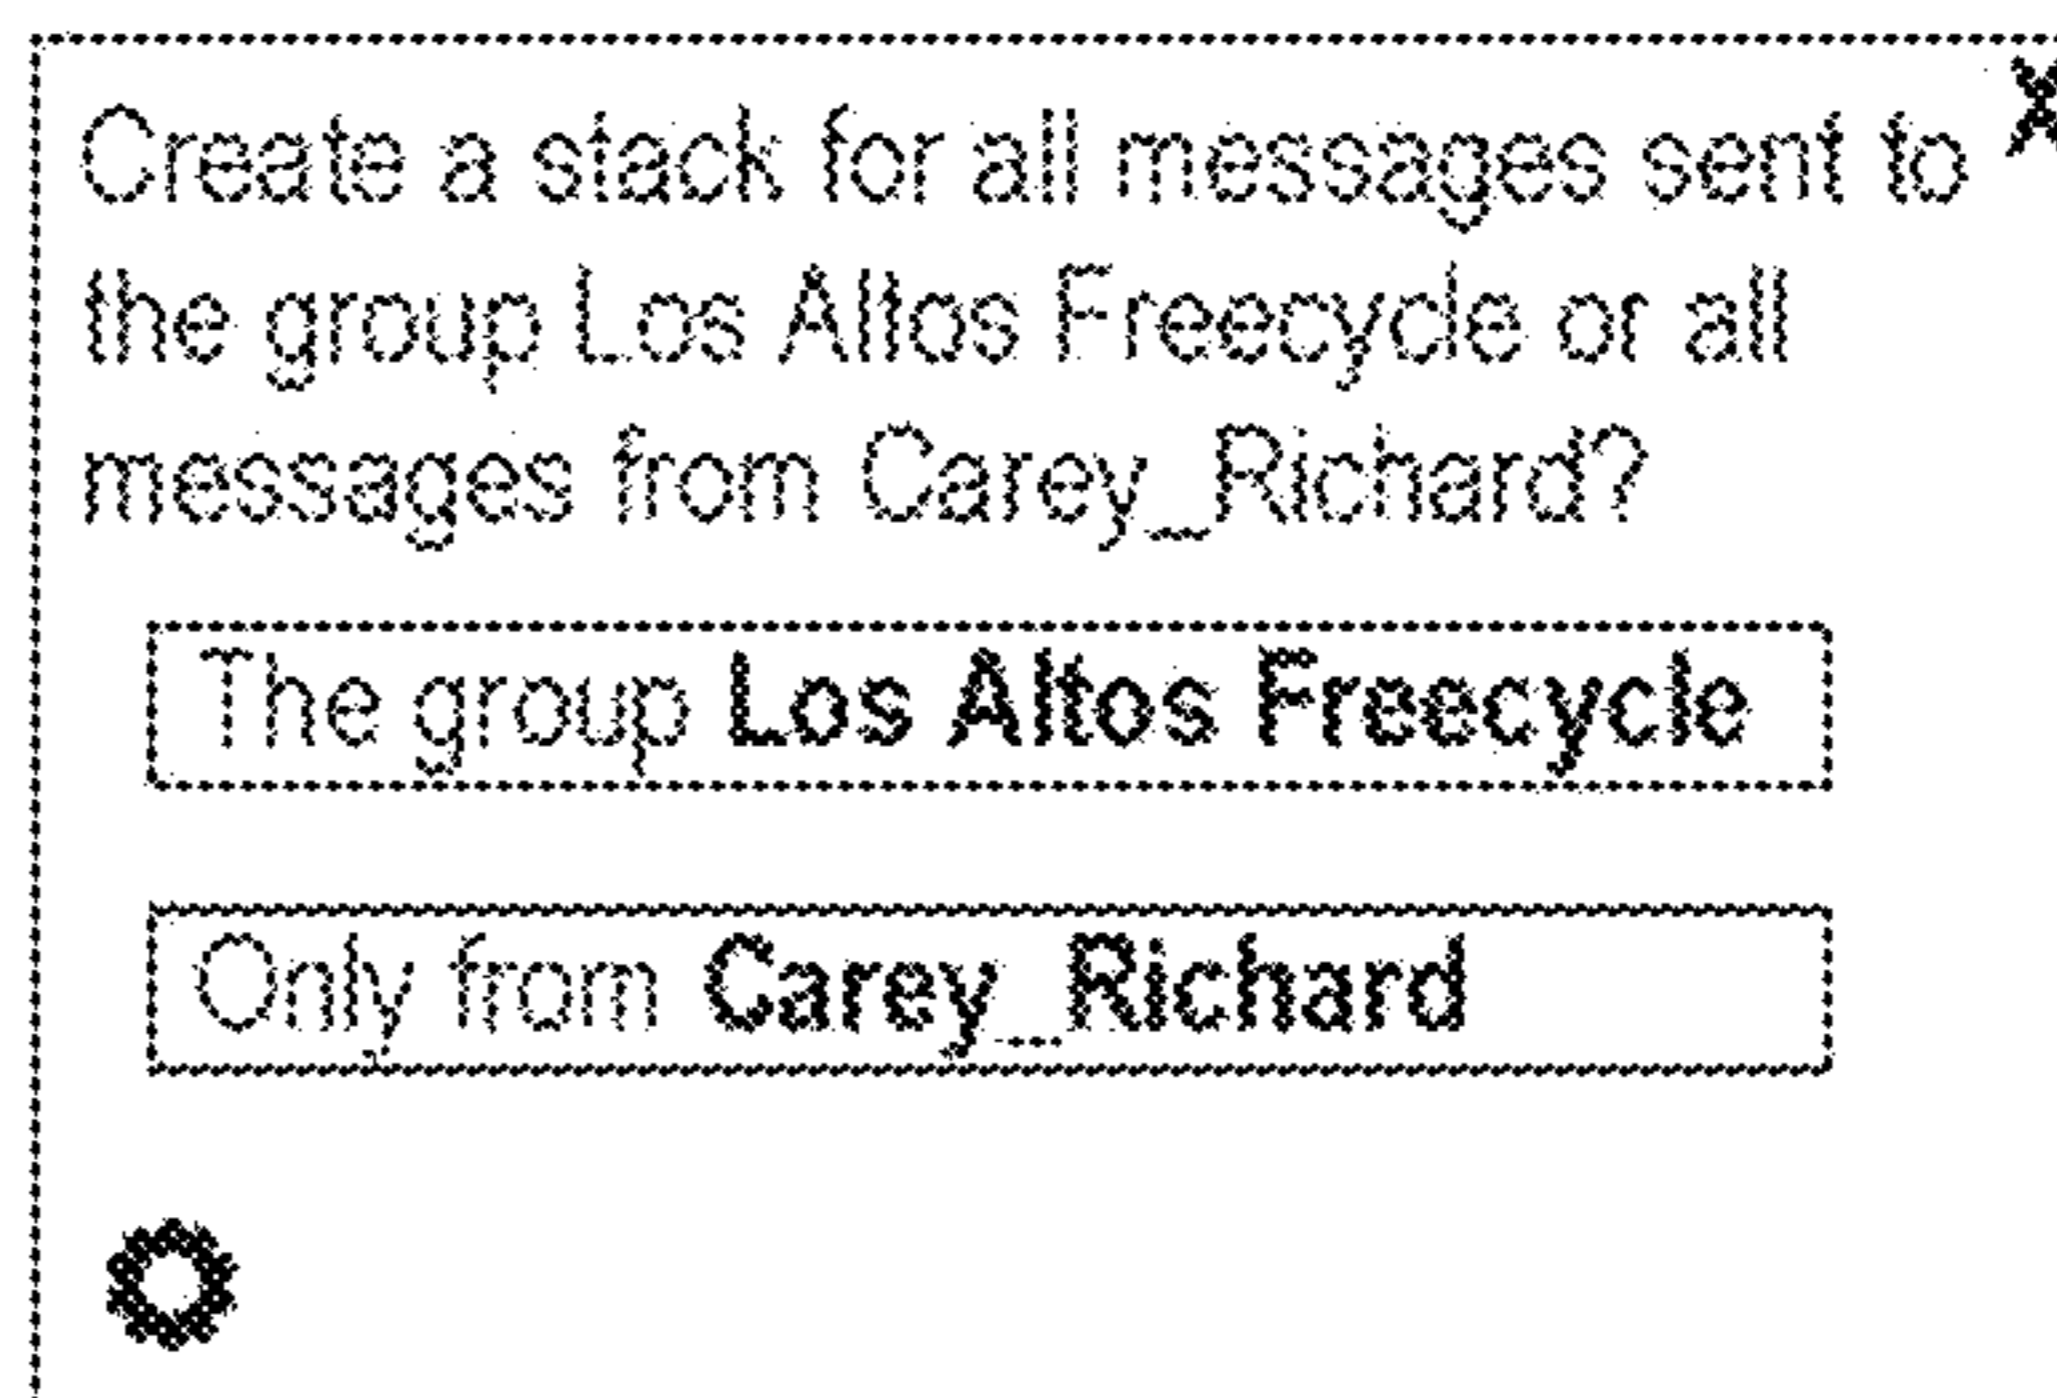 Create a stack for all messages sent to
the group Los Altos Freecycle or all
messages from Carey_Richard?
The group Los Altos Freecycle
Only from Carey_Richard